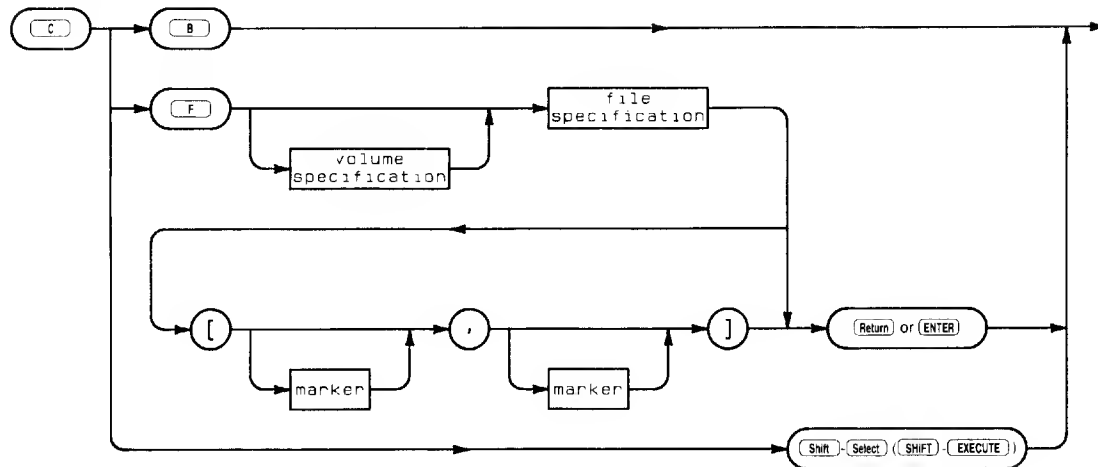 C
B
F
file
specification
volume
specification
[
,
]
marker
marker
Return or ENTER
Shift - Select ( SHIFT - EXECUTE )